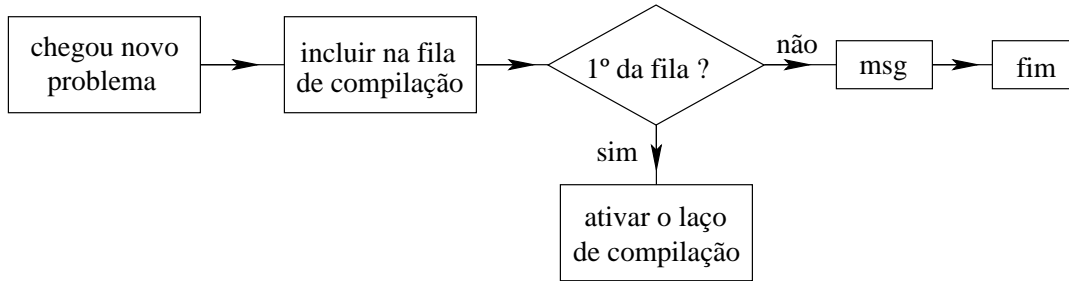 chegou novo
problema
incluir na fila
de compilação
1º da fila ?
não
msg
fim
sim
ativar o laço
de compilação